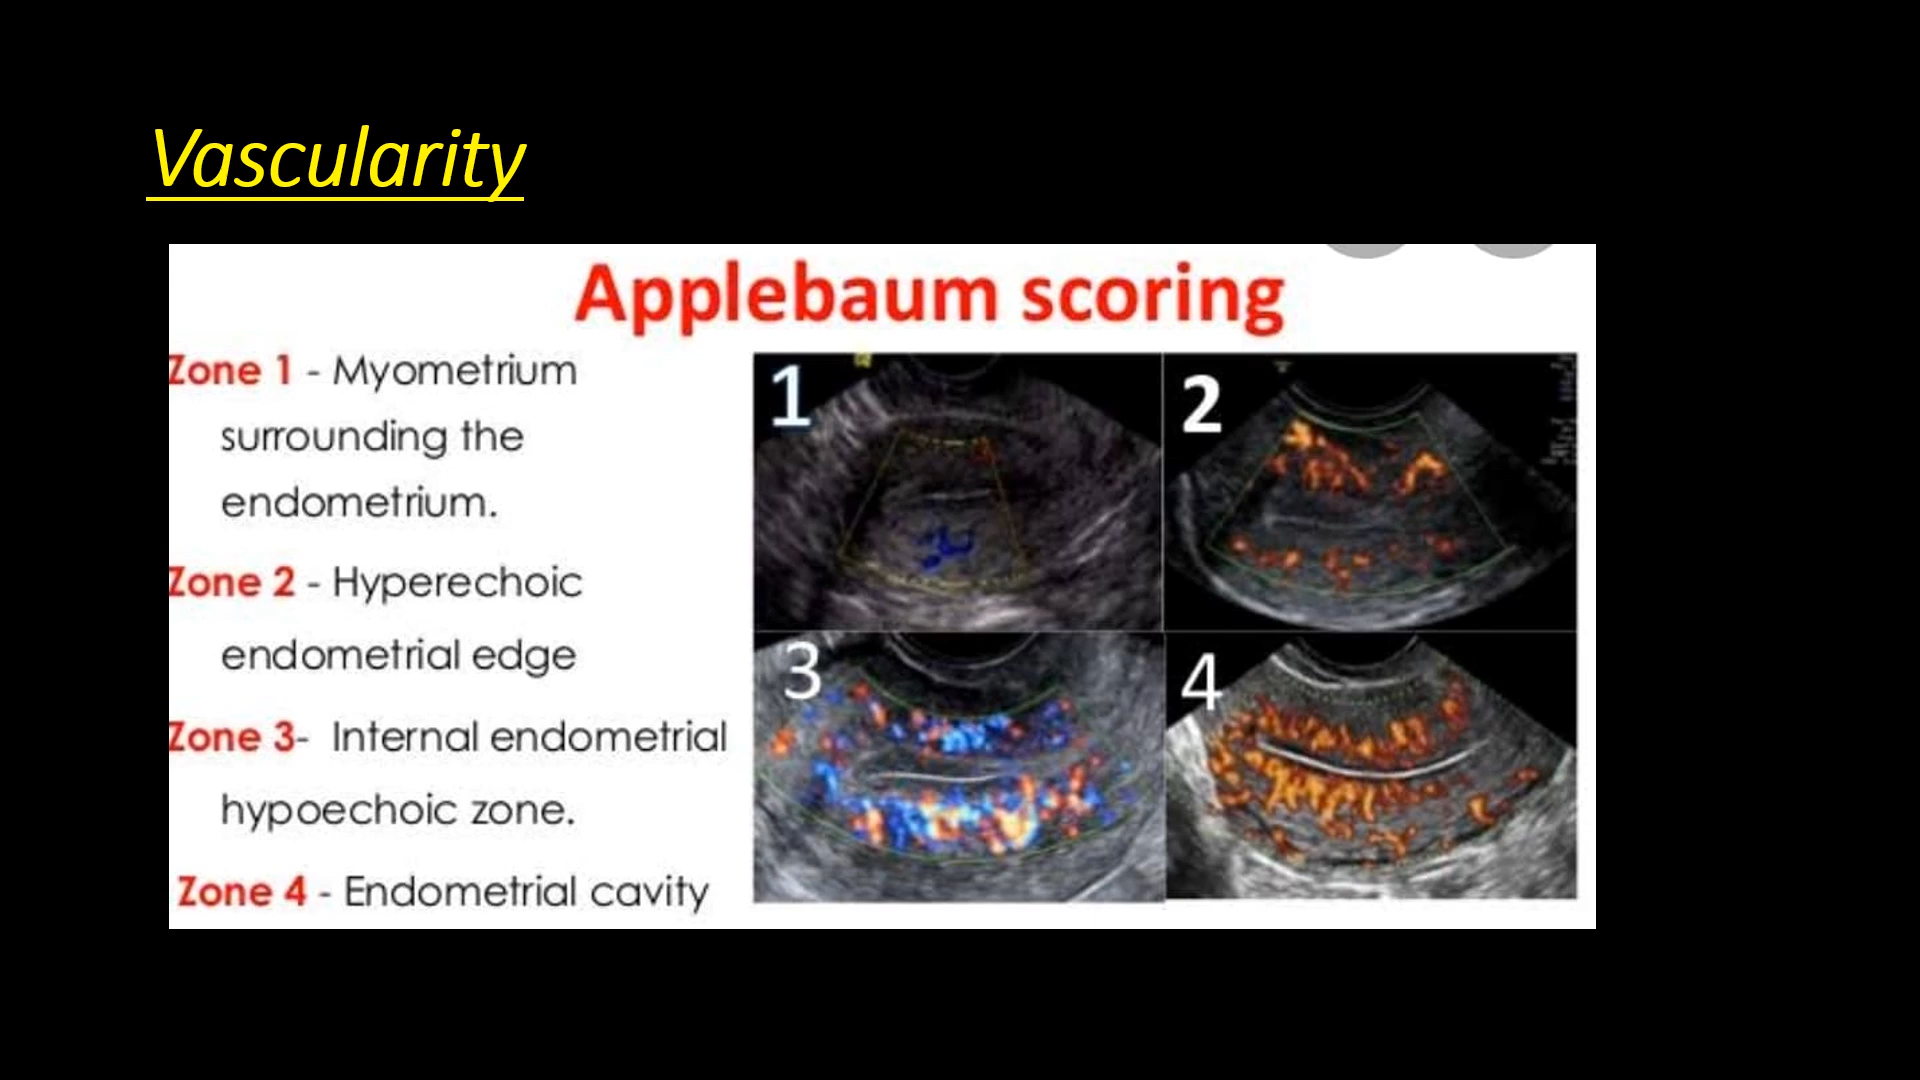 Vascularity
Applebaum scoring
Zone 1 - Myometrium
surrounding the
endometrium.
Zone 2 - Hyperechoic
endometrial edge
Zone 3- Internal endometrial
hypoechoic zone.
Zone 4 - Endometrial cavity
1
2
3
4